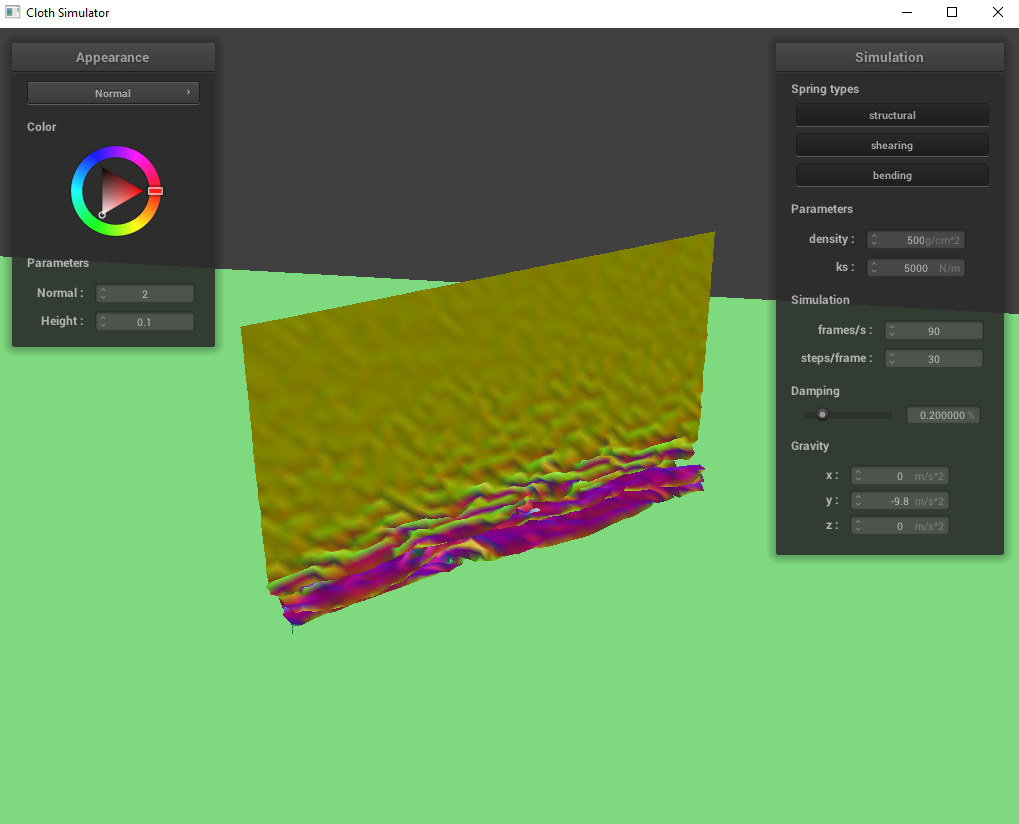 Cloth Simulator
Appearance
Normal
Color
Parameters
Normal : 2
Height : 0.1
Simulation
Spring types
structural
shearing
bending
Parameters
density : 500g/cm^2
ks : 5000 N/m
Simulation
frames/s : 90
steps/frame : 30
Damping
0.200000 %
Gravity
x : 0 m/s^2
y : -9.8 m/s^2
z : 0 m/s^2